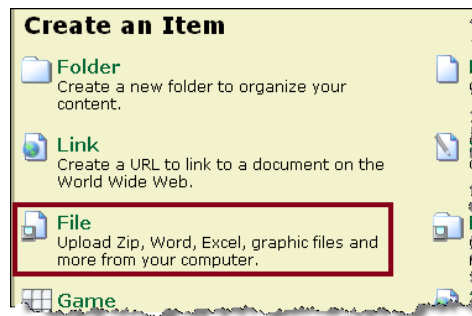 Create an Item
Folder
Create a new folder to organize your
content.
Link
Create a URL to link to a document on the
World Wide Web.
File
Upload Zip, Word, Excel, graphic files and
more from your computer.
Game